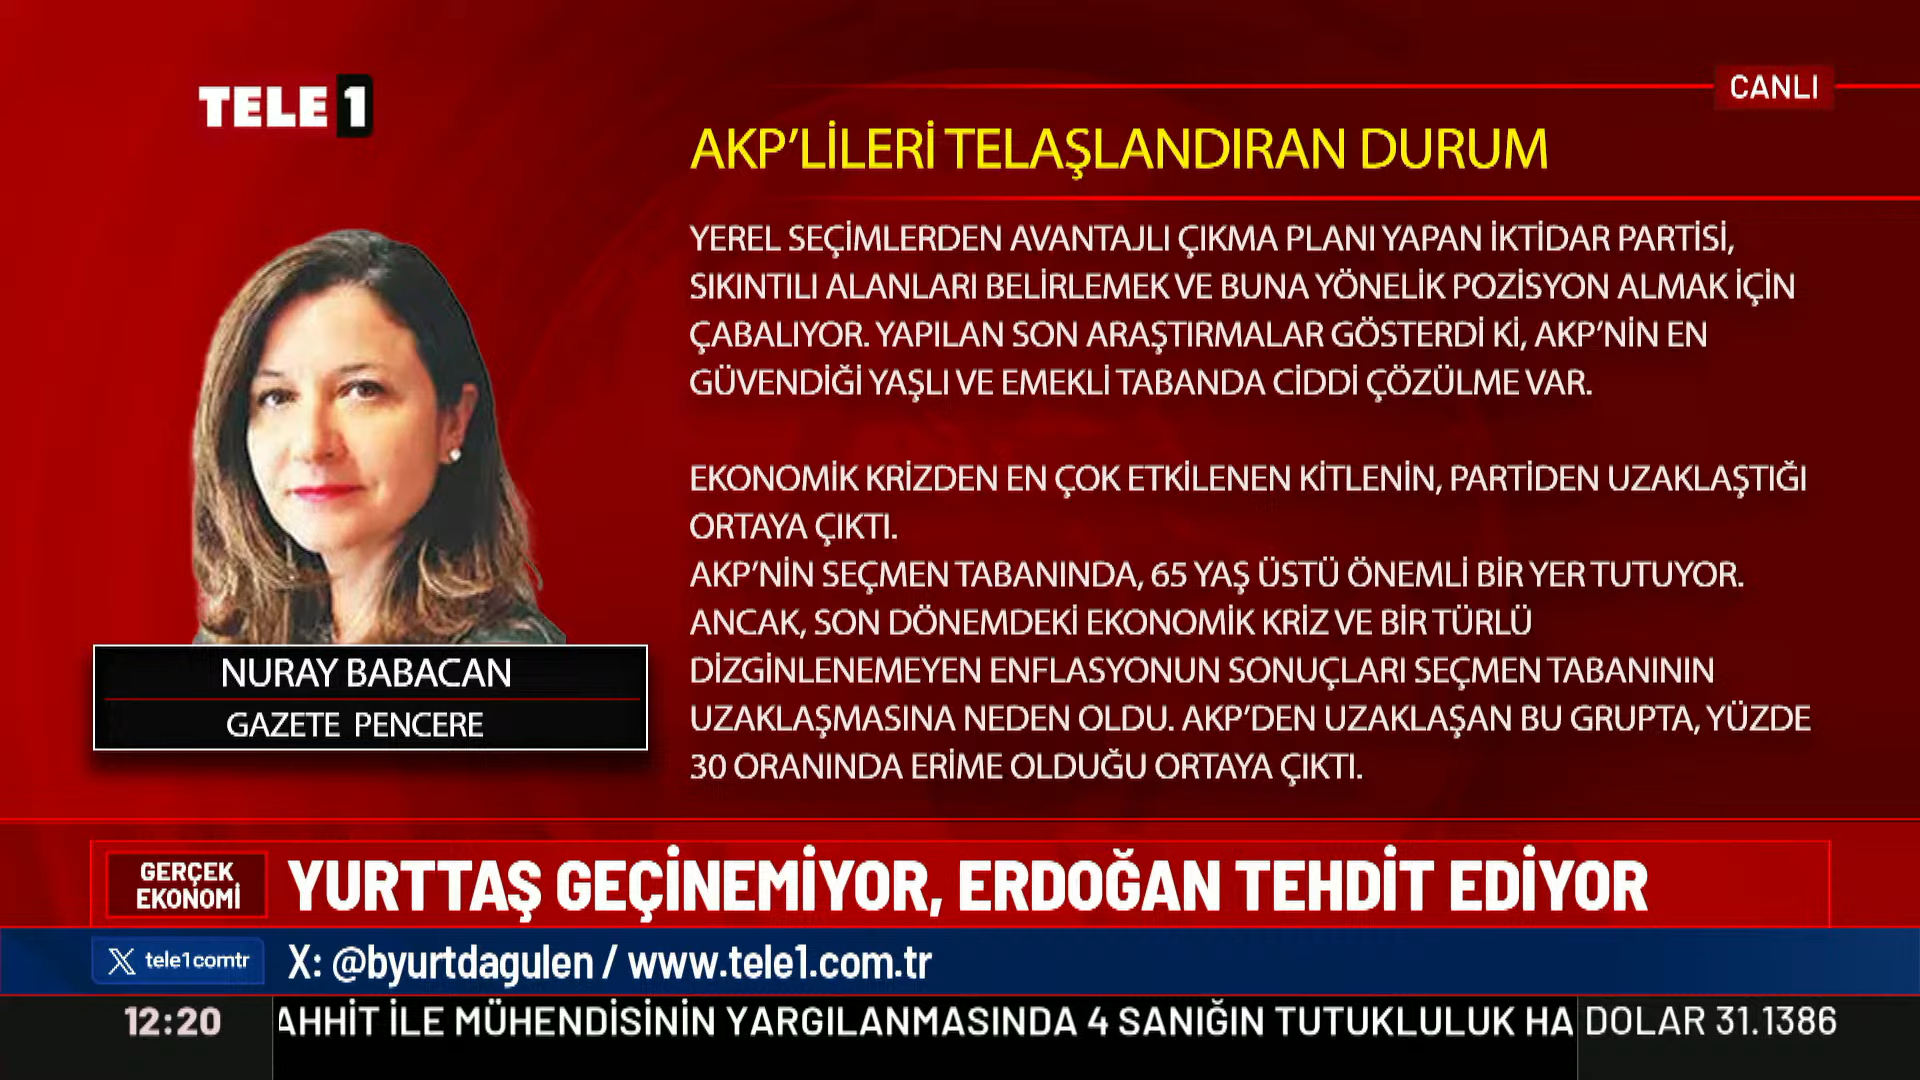 TELE 1
CANLI
AKP'LİLERİ TELAŞLANDIRAN DURUM
YEREL SEÇİMLERDEN AVANTAJLI ÇIKMA PLANI YAPAN İKTİDAR PARTİSİ,
SIKINTILI ALANLARI BELİRLEMEK VE BUNA YÖNELİK POZİSYON ALMAK İÇİN
ÇABALIYOR. YAPILAN SON ARAŞTIRMALAR GÖSTERDİ Kİ, AKP'NİN EN
GÜVENDİĞİ YAŞLI VE EMEKLİ TABANDA CİDDİ ÇÖZÜLME VAR.
EKONOMİK KRİZDEN EN ÇOK ETKİLENEN KİTLENİN, PARTİDEN UZAKLAŞTIĞI
ORTAYA ÇIKTI.
AKP'NİN SEÇMEN TABANINDA, 65 YAŞ ÜSTÜ ÖNEMLİ BİR YER TUTUYOR.
ANCAK, SON DÖNEMDEKİ EKONOMİK KRİZ VE BİR TÜRLÜ
DİZGİNLENEMEYEN ENFLASYONUN SONUÇLARI SEÇMEN TABANININ
UZAKLAŞMASINA NEDEN OLDU. AKP'DEN UZAKLAŞAN BU GRUPTA, YÜZDE
30 ORANINDA ERİME OLDUĞU ORTAYA ÇIKTI.
NURAY BABACAN
GAZETE PENCERE
GERÇEK
EKONOMİ
YURTTAŞ GEÇİNEMİYOR, ERDOĞAN TEHDİT EDİYOR
X tele1comtr
X: @byurtdagulen / www.tele1.com.tr
12:20
AHHİT İLE MÜHENDİSİNİN YARGILANMASINDA 4 SANIĞIN TUTUKLULUK HA
DOLAR 31.1386